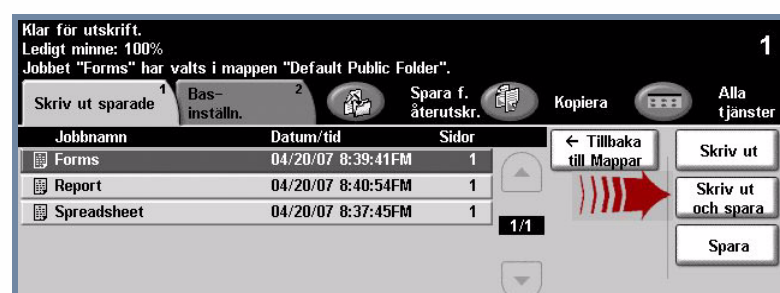 Klar för utskrift.
Ledigt minne: 100%
1
Jobbet "Forms" har valts i mappen "Default Public Folder".
Skriv ut sparade 1
Bas-
inställn. 2
Spara f.
återutskr.
Kopiera
Alla
tjänster
Jobbnamn Datum/tid Sidor
Forms 04/20/07 8:39:41FM 1
Report 04/20/07 8:40:54FM 1
Spreadsheet 04/20/07 8:37:45FM 1
1/1
← Tillbaka
till Mappar
Skriv ut
Skriv ut
och spara
Spara